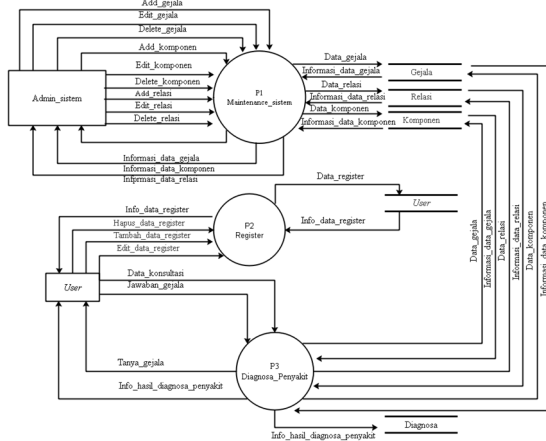 Add_gejala
Edit_gejala
Delete_gejala
Add_komponen
Edit_komponen
Delete_komponen
Add_relasi
Edit_relasi
Delete_relasi
Admin_sistem
P1
Maintenance_sistem
Data_gejala
Informasi_data_gejala
Data_relasi
Informasi_data_relasi
Data_komponen
Informasi_data_komponen
Gejala
Relasi
Komponen
Informasi_data_gejala
Informasi_data_komponen
Informasi_data_relasi
Data_register
User
Info_data_register
P2
Register
Info_data_register
Hapus_data_register
Tambah_data_register
Edit_data_register
User
Data_konsultasi
Jawaban_gejala
Data_gejala
Informasi_data_gejala
Data_relasi
Informasi_data_relasi
Data_komponen
Informasi_data_komponen
P3
Diagnosa_Penyakit
Tanya_gejala
Info_hasil_diagnosa_penyakit
Diagnosa
Info_hasil_diagnosa_penyakit